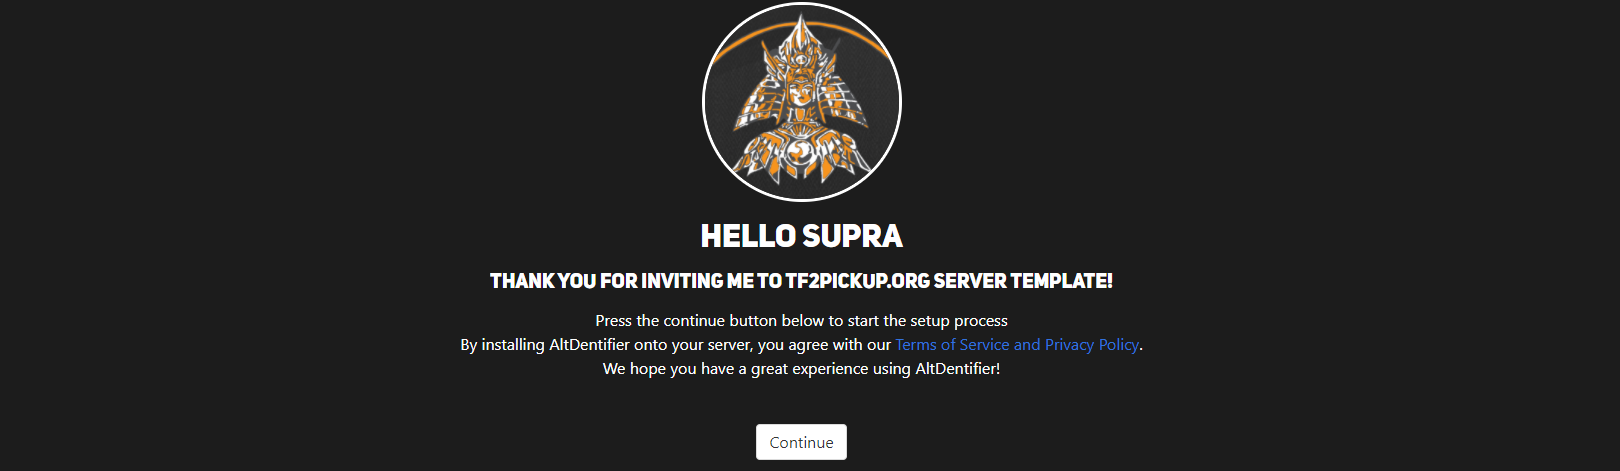 HELLO SUPRA
THANK YOU FOR INVITING ME TO TF2PICKUP.ORG SERVER TEMPLATE!
Press the continue button below to start the setup process
By installing AltDentifier onto your server, you agree with our Terms of Service and Privacy Policy.
We hope you have a great experience using AltDentifier!
Continue